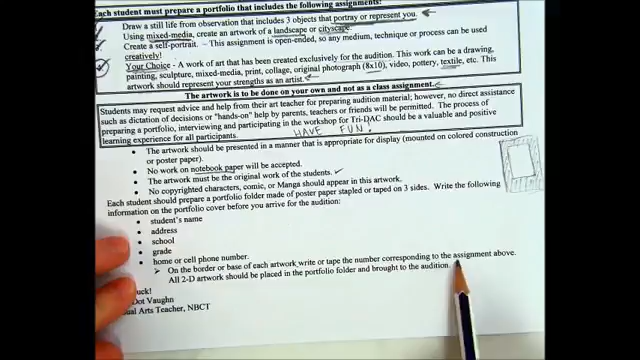 Each student must prepare a portfolio that includes the following artworks:
Draw a still life from observation that includes 3 objects that portray or represent you.
Using mixed-media, create an artwork of a landscape or cityscape.
Create a self-portrait. – This assignment is open-ended, so any medium, technique or process can be used
creatively!
Your Choice - A work of art that has been created exclusively for the audition. This work can be a drawing,
painting, sculpture, mixed-media, print, collage, original photograph (8x10), video, pottery, textile, etc. This
artwork should represent your strengths as an artist.
The artwork is to be done on your own and not as a class assignment.
Students may request advice and help from their art teacher for preparing audition material; however, no direct assistance
such as dictation of decisions or "hands-on" help by parents, teachers or friends will be permitted. The process of
preparing a portfolio, interviewing and participating in the workshop for Tri-DAC should be a valuable and positive
learning experience for all participants.
HAVE FUN!
• The artwork should be presented in a manner that is appropriate for display (mounted on colored construction
or poster paper).
• No work on notebook paper will be accepted.
• The artwork must be the original work of the students.
• No copyrighted characters, comic, or Manga should appear in this artwork.
Each student should prepare a portfolio folder made of poster paper stapled or taped on 3 sides. Write the following
information on the portfolio cover before you arrive for the audition:
• student's name
• address
• school
• grade
• home or cell phone number.
➢ On the border or base of each artwork write or tape the number corresponding to the assignment above.
All 2-D artwork should be placed in the portfolio folder and brought to the audition.
uck!
Dot Vaughn
ual Arts Teacher, NBCT